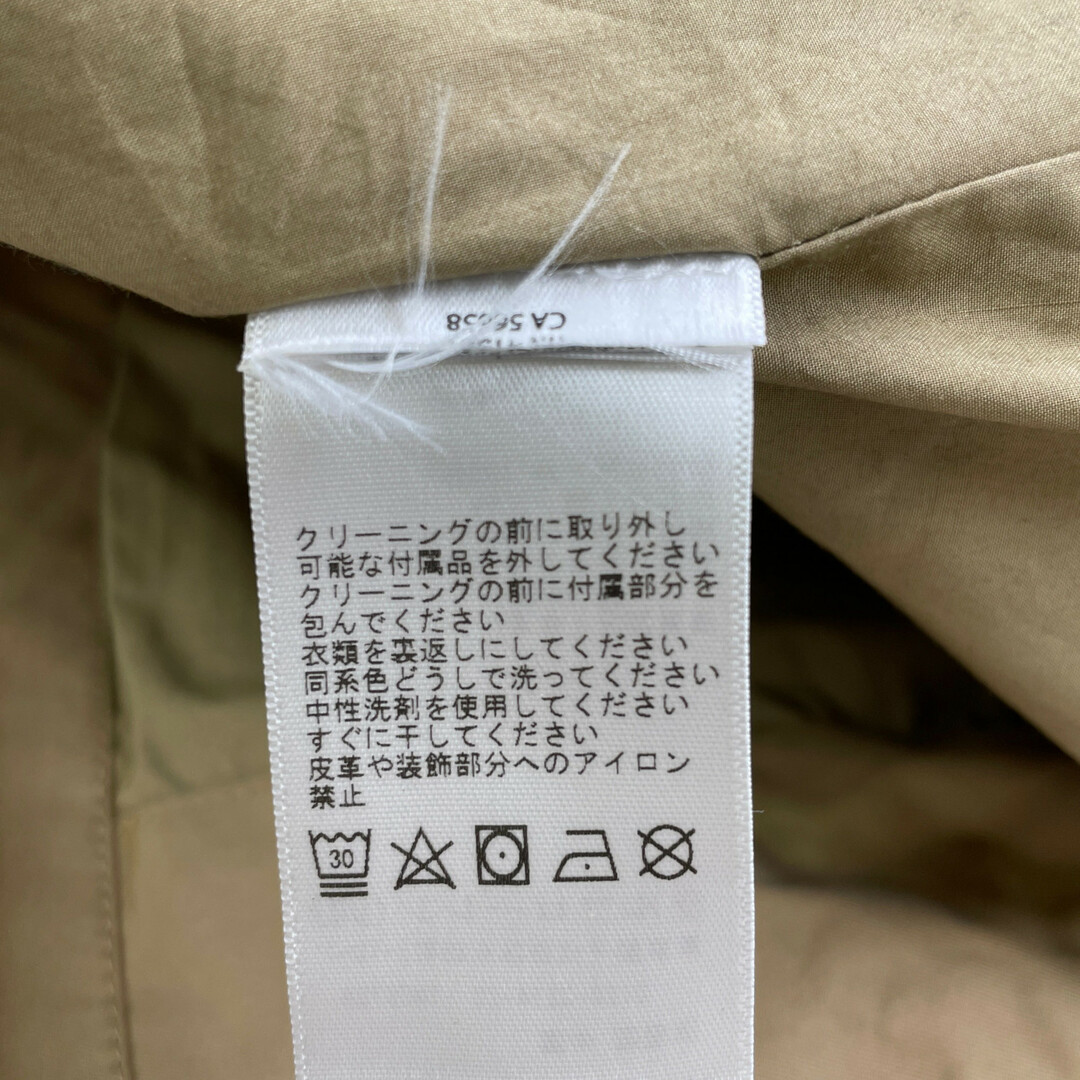 クリーニングの前に取り外し
可能な付属品を外してください
クリーニングの前に付属部分を
包んでください
衣類を裏返しにしてください
同系色どうしで洗ってください
中性洗剤を使用してください
すぐに干してください
皮革や装飾部分へのアイロン
禁止
30